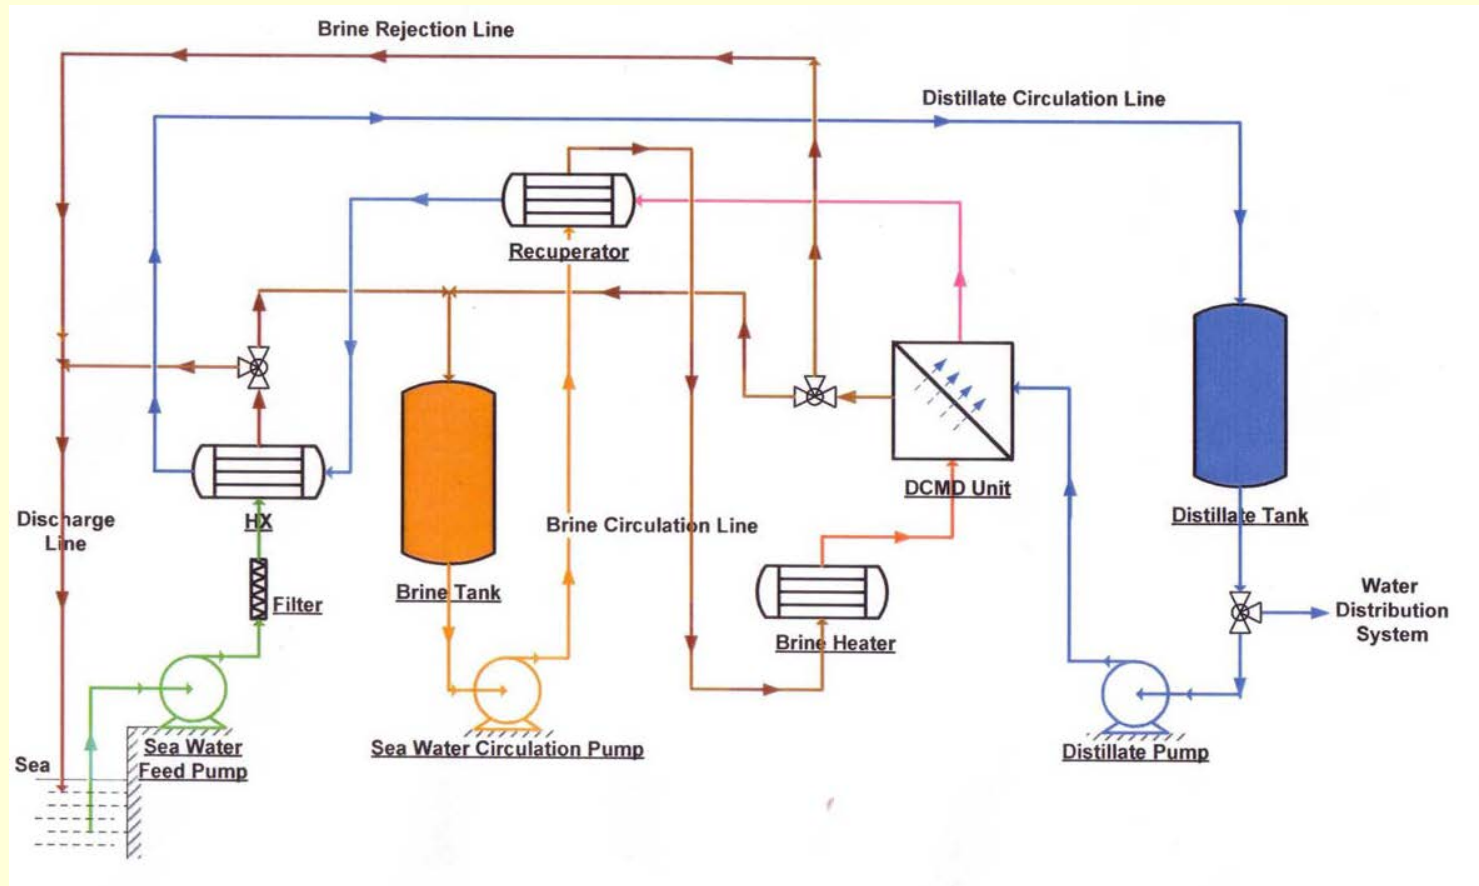 Brine Rejection Line
Distillate Circulation Line
Recuperator
DCMD Unit
Distillate Tank
Discharge
Line
HX
Brine Circulation Line
Brine Tank
Filter
Brine Heater
Water
Distribution
System
Sea Water
Feed Pump
Sea Water Circulation Pump
Distillate Pump
Sea